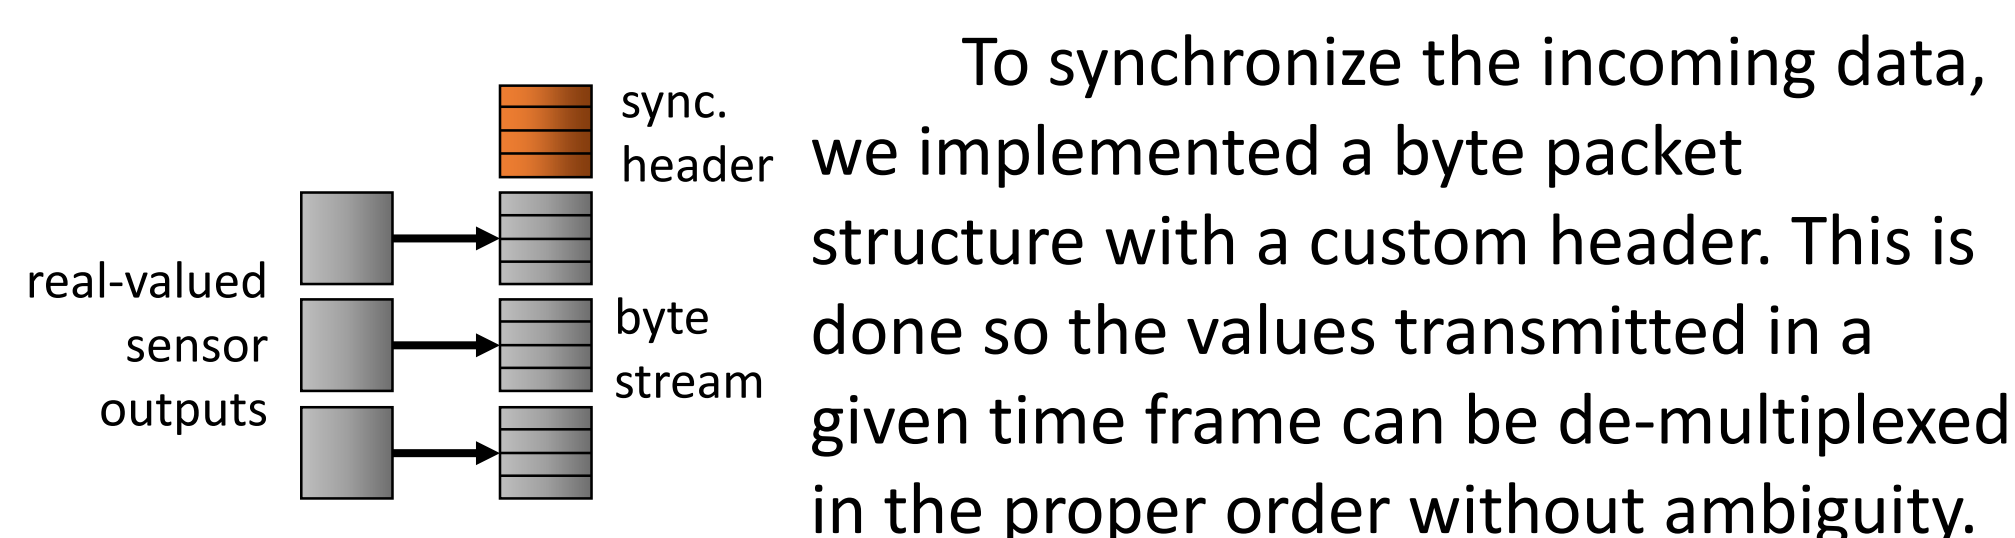 sync.
header
real-valued
sensor
outputs
byte
stream
To synchronize the incoming data,
we implemented a byte packet
structure with a custom header. This is
done so the values transmitted in a
given time frame can be de-multiplexed
in the proper order without ambiguity.